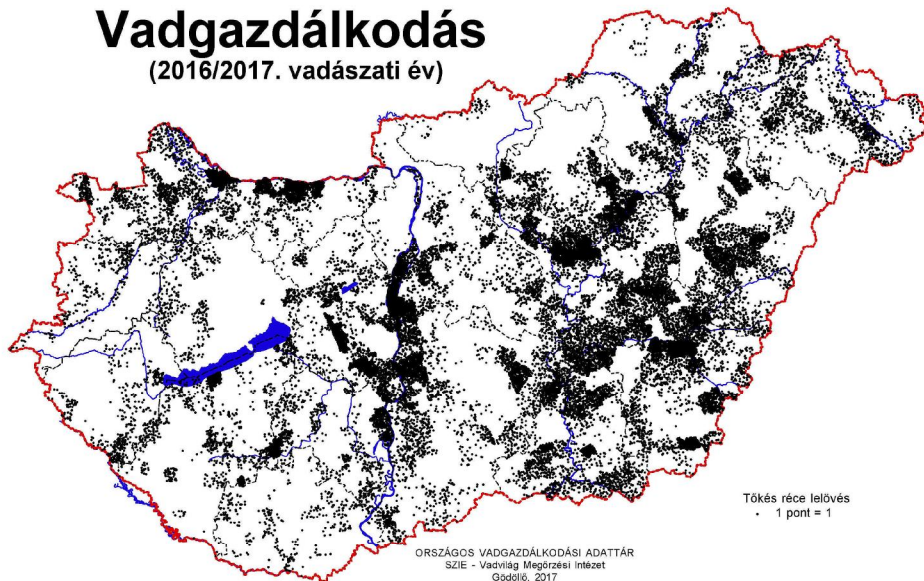 Vadgazdálkodás
(2016/2017. vadászati év)
Tőkés réce lelövés
1 pont = 1
ORSZÁGOS VADGAZDÁLKODÁSI ADATTÁR
SZIE - Vadvilág Megőrzési Intézet
Gödöllő, 2017